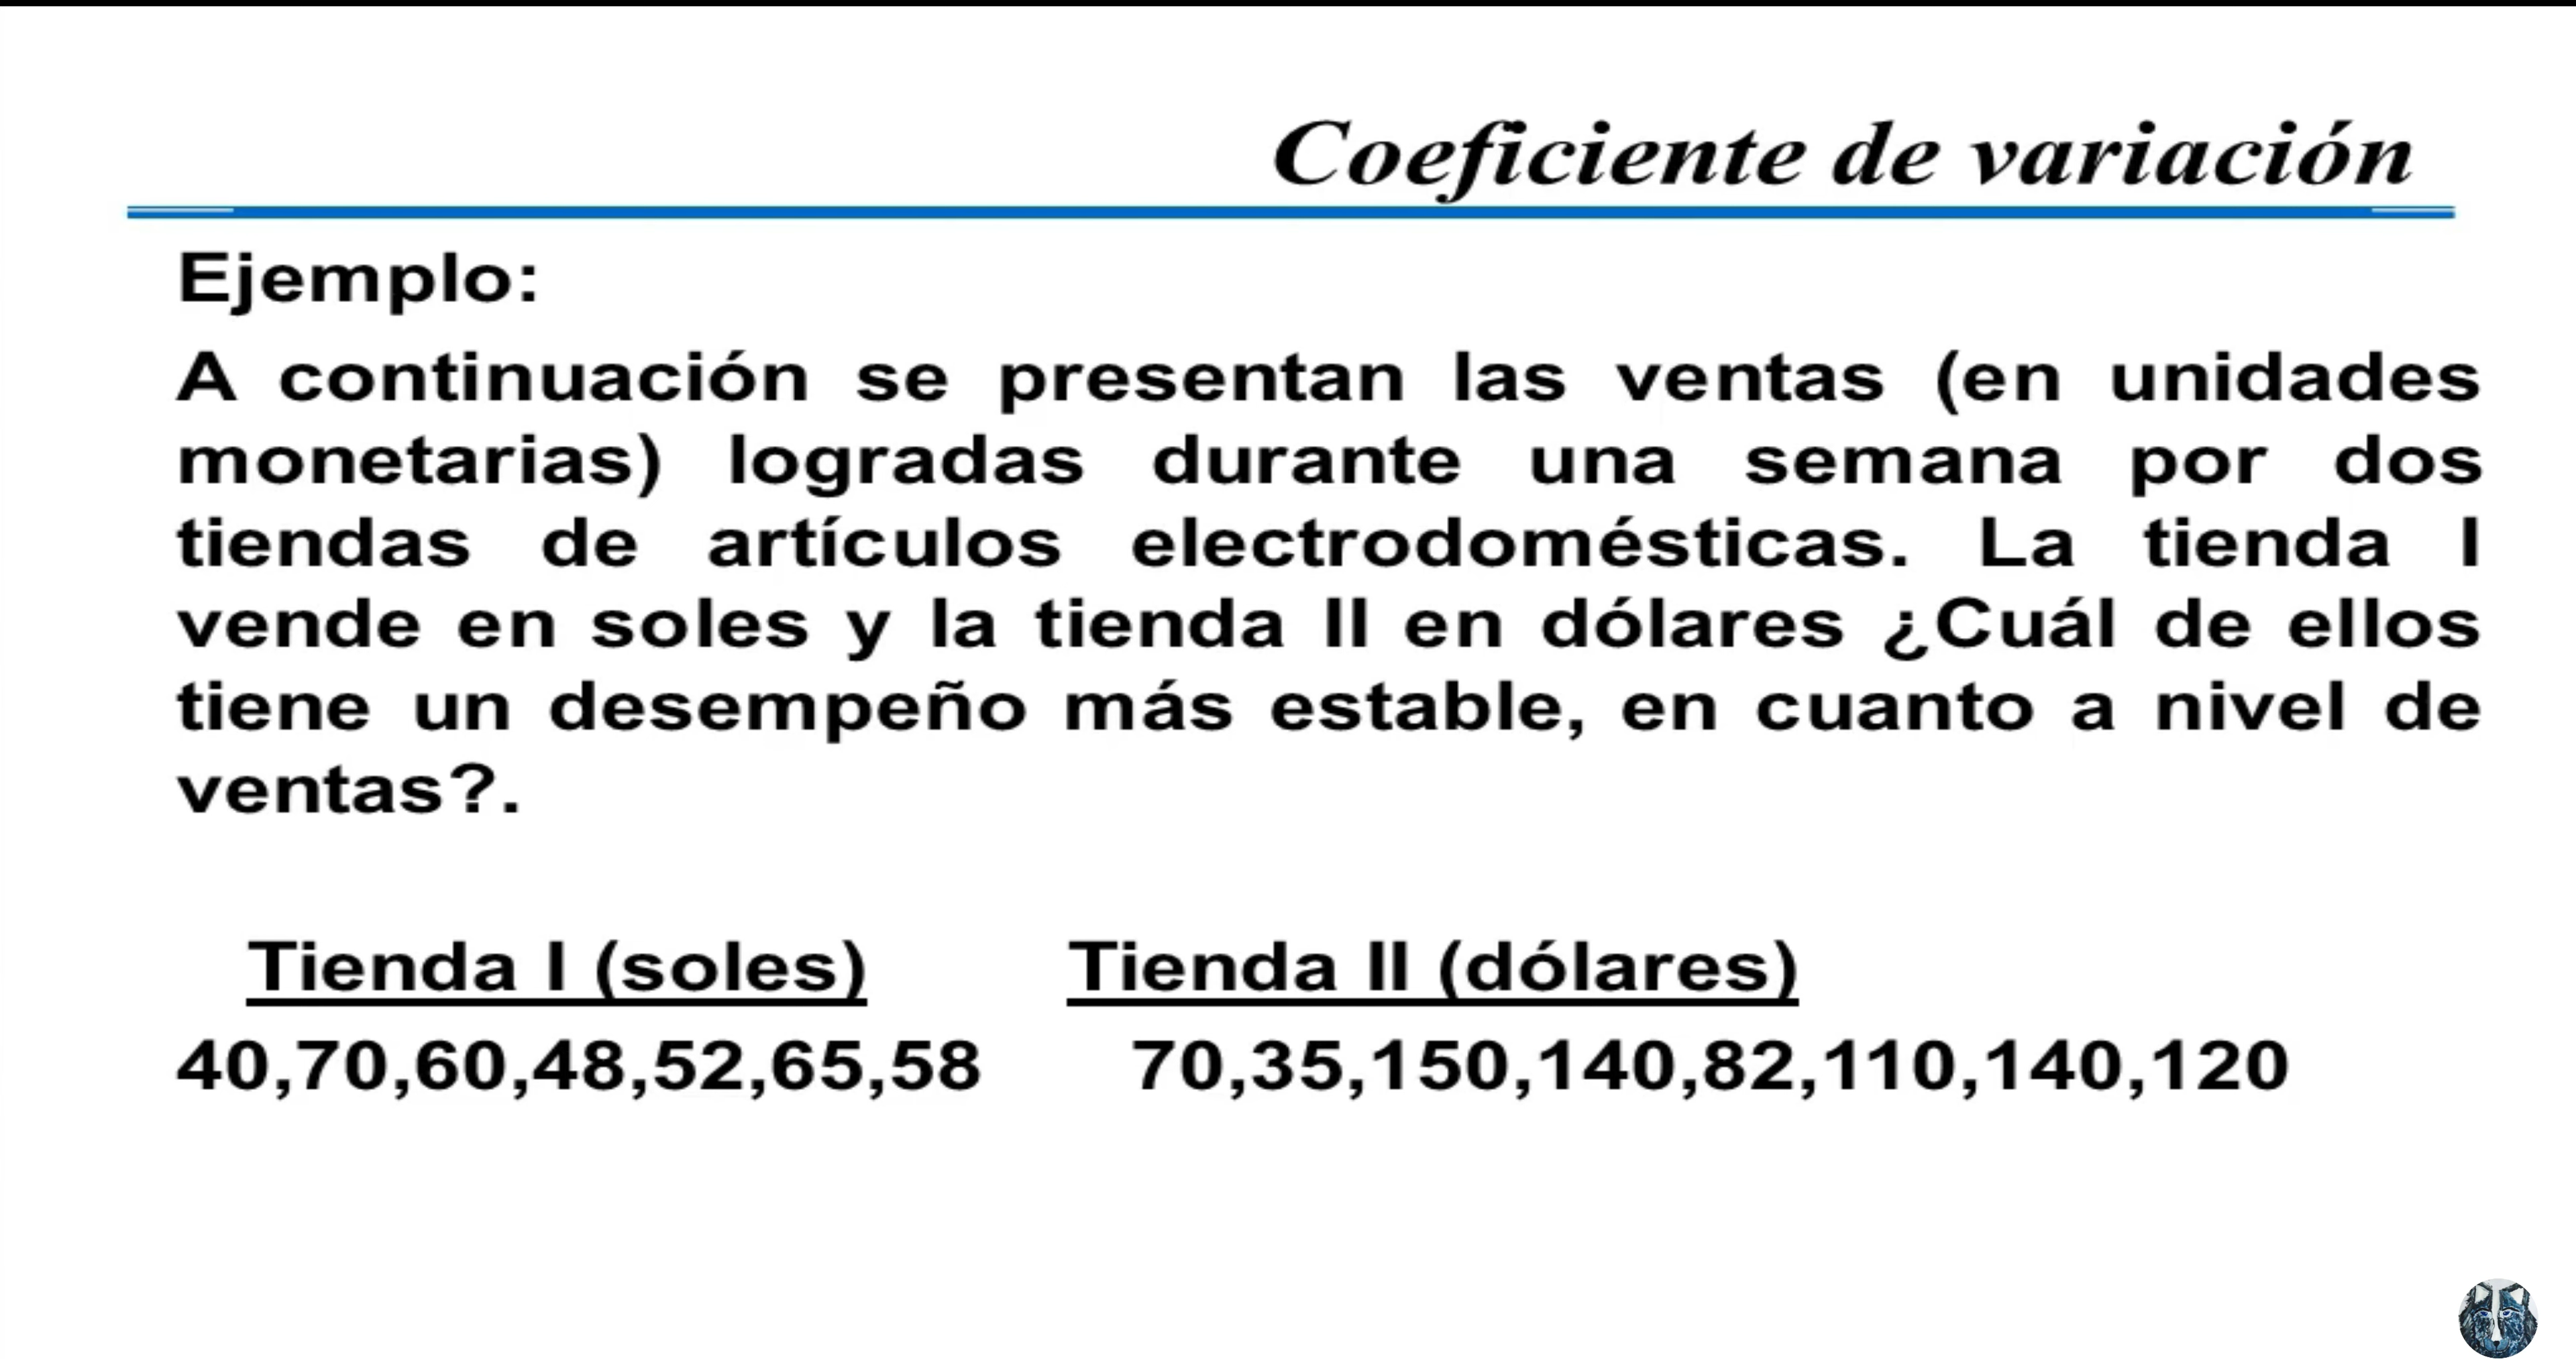 Coeficiente de variación
Ejemplo:
A continuación se presentan las ventas (en unidades
monetarias) logradas durante una semana por dos
tiendas de artículos electrodomésticas. La tienda I
vende en soles y la tienda II en dólares ¿Cuál de ellos
tiene un desempeño más estable, en cuanto a nivel de
ventas?.
Tienda I (soles) Tienda II (dólares)
40,70,60,48,52,65,58 70,35,150,140,82,110,140,120